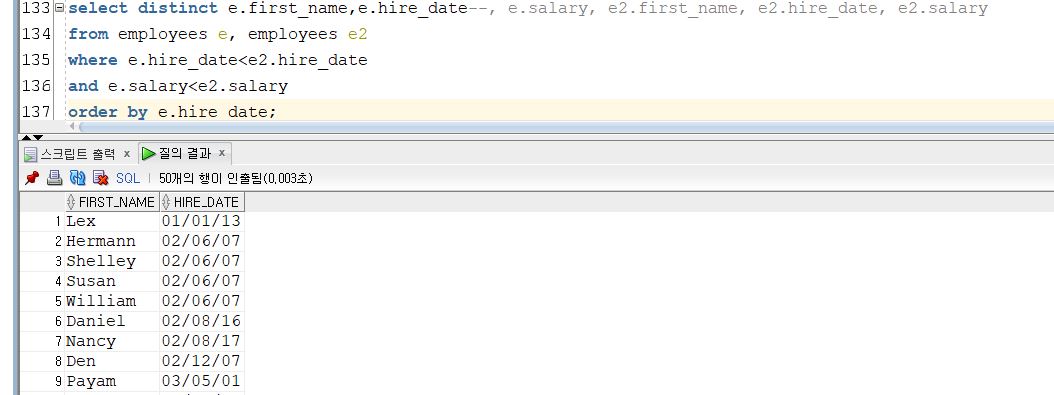 133 select distinct e.first_name,e.hire_date--, e.salary, e2.first_name, e2.hire_date, e2.salary
134 from employees e, employees e2
135 where e.hire_date<e2.hire_date
136 and e.salary<e2.salary
137 order by e.hire_date;
스크립트 출력 x 질의 결과 x
SQL | 50개의 행이 인출됨(0,003초)
FIRST_NAME HIRE_DATE
1 Lex 01/01/13
2 Hermann 02/06/07
3 Shelley 02/06/07
4 Susan 02/06/07
5 William 02/06/07
6 Daniel 02/08/16
7 Nancy 02/08/17
8 Den 02/12/07
9 Payam 03/05/01